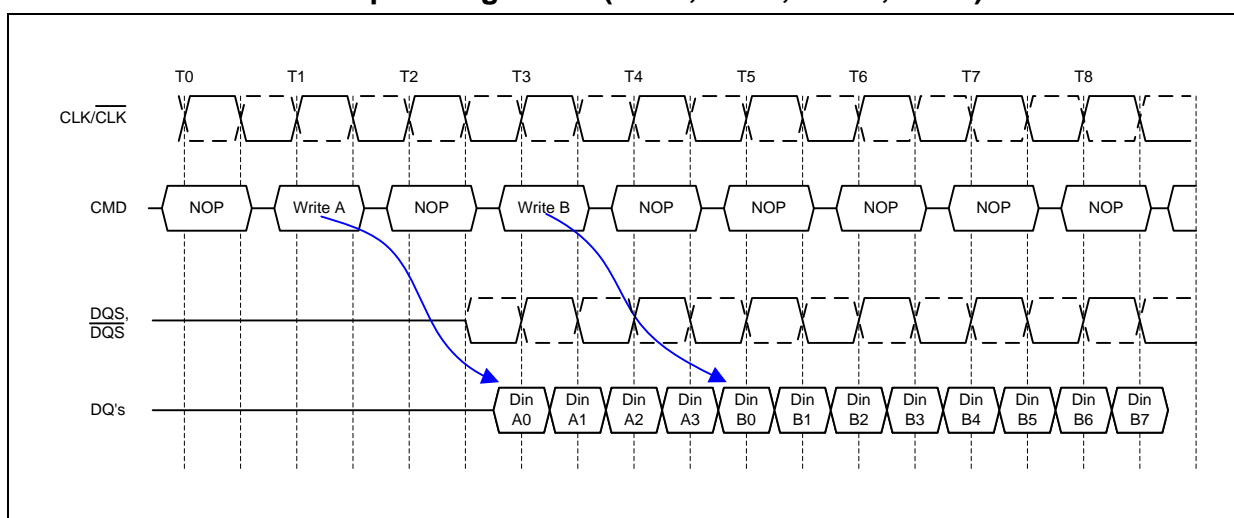 T0 T1 T2 T3 T4 T5 T6 T7 T8
CLK/CLK
CMD NOP Write A NOP Write B NOP NOP NOP NOP NOP
DQS,
DQS
DQ's
Din Din Din Din Din Din Din Din Din Din Din Din
A0 A1 A2 A3 B0 B1 B2 B3 B4 B5 B6 B7